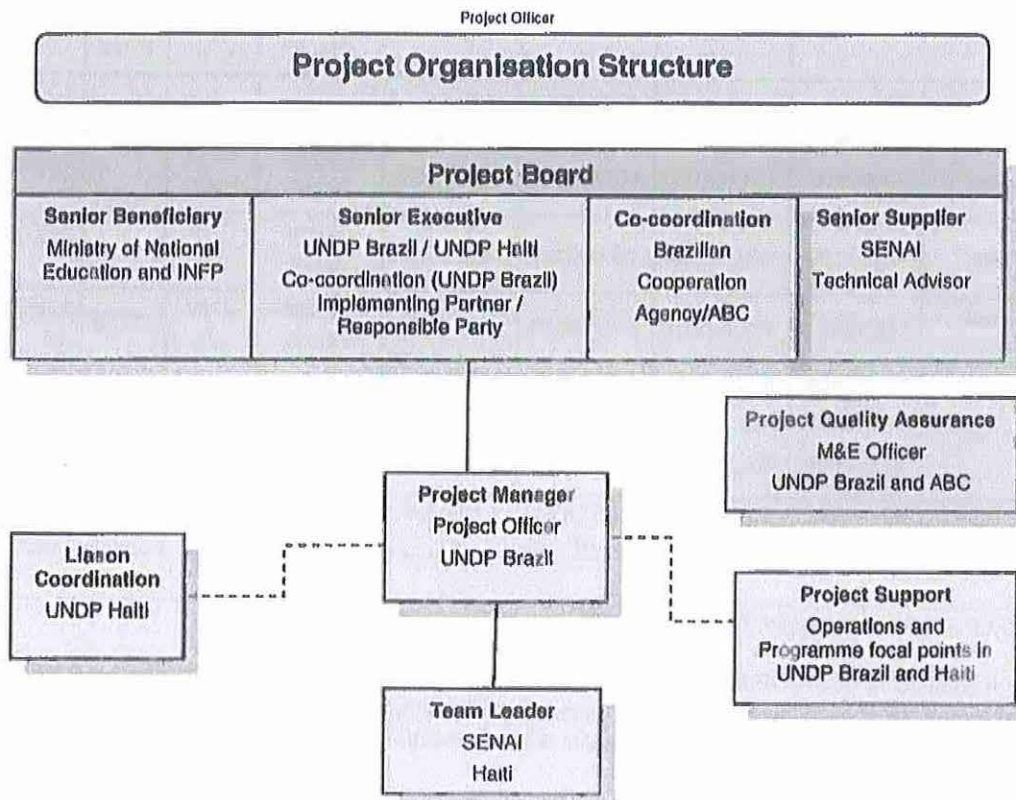 Project Officer
Project Organisation Structure
Project Board
Senior Beneficiary
Ministry of National
Education and INFP
Senior Executive
UNDP Brazil / UNDP Haiti
Co-coordination (UNDP Brazil)
Implementing Partner /
Responsible Party
Co-coordination
Brazilian
Cooperation
Agency/ABC
Senior Supplier
SENAI
Technical Advisor
Project Quality Assurance
M&E Officer
UNDP Brazil and ABC
Project Manager
Project Officer
UNDP Brazil
Liason
Coordination
UNDP Haiti
Project Support
Operations and
Programme focal points in
UNDP Brazil and Haiti
Team Leader
SENAI
Haiti